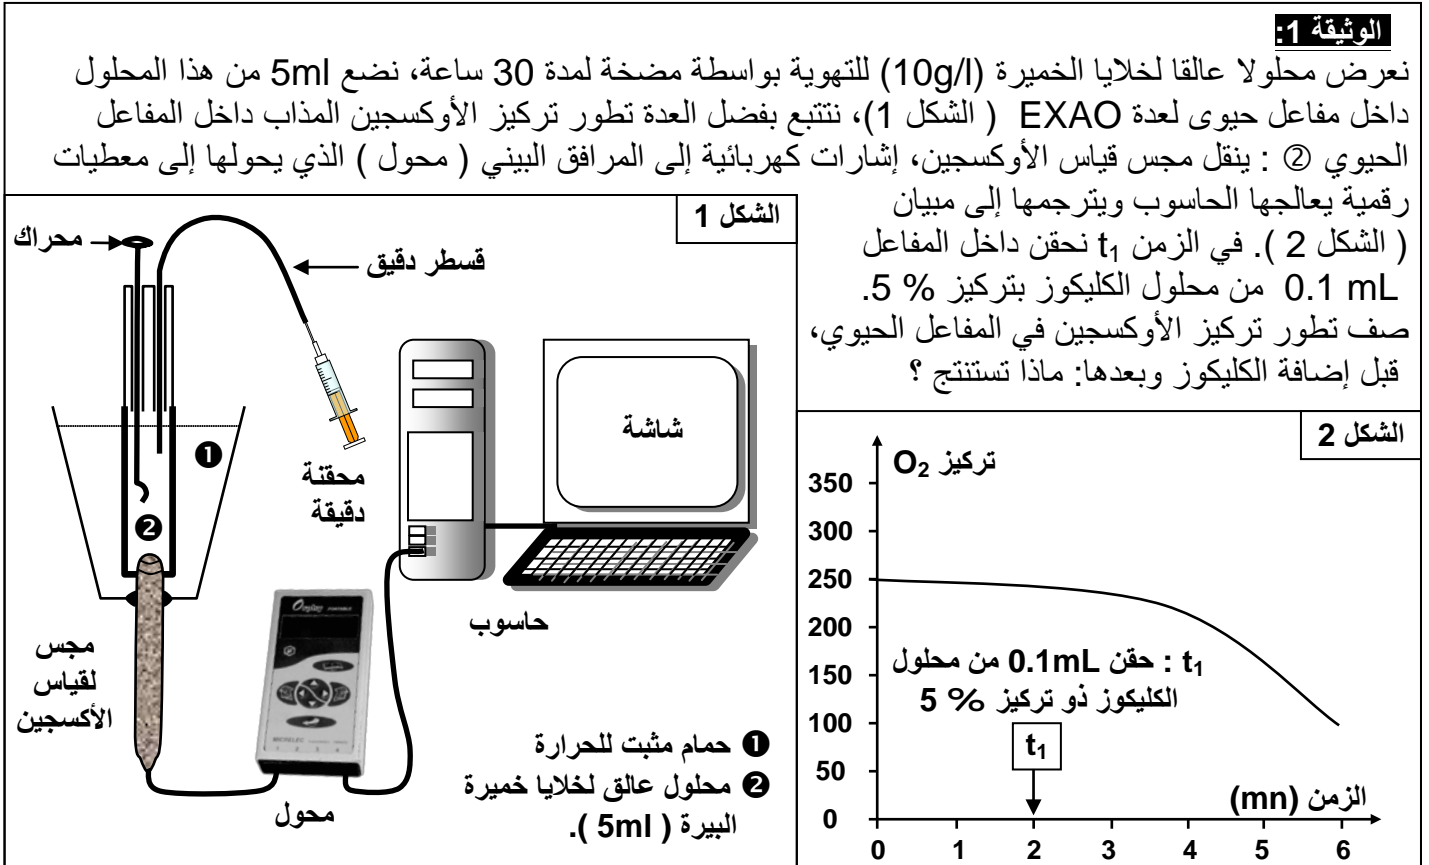 الوثيقة 1:
نعرض محلولا عالقا لخلايا الخميرة (10g/l) للتهوية بواسطة مضخة لمدة 30 ساعة، نضع 5ml من هذا المحلول
داخل مفاعل حيوى لعدة EXAO ( الشكل 1)، نتتبع بفضل العدة تطور تركيز الأوكسجين المذاب داخل المفاعل
الحيوي ② : ينقل مجس قياس الأوكسجين، إشارات كهربائية إلى المرافق البيني ( محول ) الذي يحولها إلى معطيات
رقمية يعالجها الحاسوب ويترجمها إلى مبيان
( الشكل 2 ). في الزمن t₁ نحقن داخل المفاعل
0.1 mL من محلول الكليكوز بتركيز % 5.
صف تطور تركيز الأوكسجين في المفاعل الحيوي،
قبل إضافة الكليكوز وبعدها: ماذا تستنتج ؟
الشكل 1
محراك
قسطر دقيق
❶
❷
محقنة
دقيقة
شاشة
حاسوب
مجس
لقياس
الأكسجين
محول
❶ حمام مثبت للحرارة
❷ محلول عالق لخلايا خميرة
البيرة ( 5ml ).
الشكل 2
تركيز O₂
350
300
250
200
150
100
50
0
t₁ : حقن 0.1mL من محلول
الكليكوز ذو تركيز % 5
t₁
الزمن (mn)
0 1 2 3 4 5 6